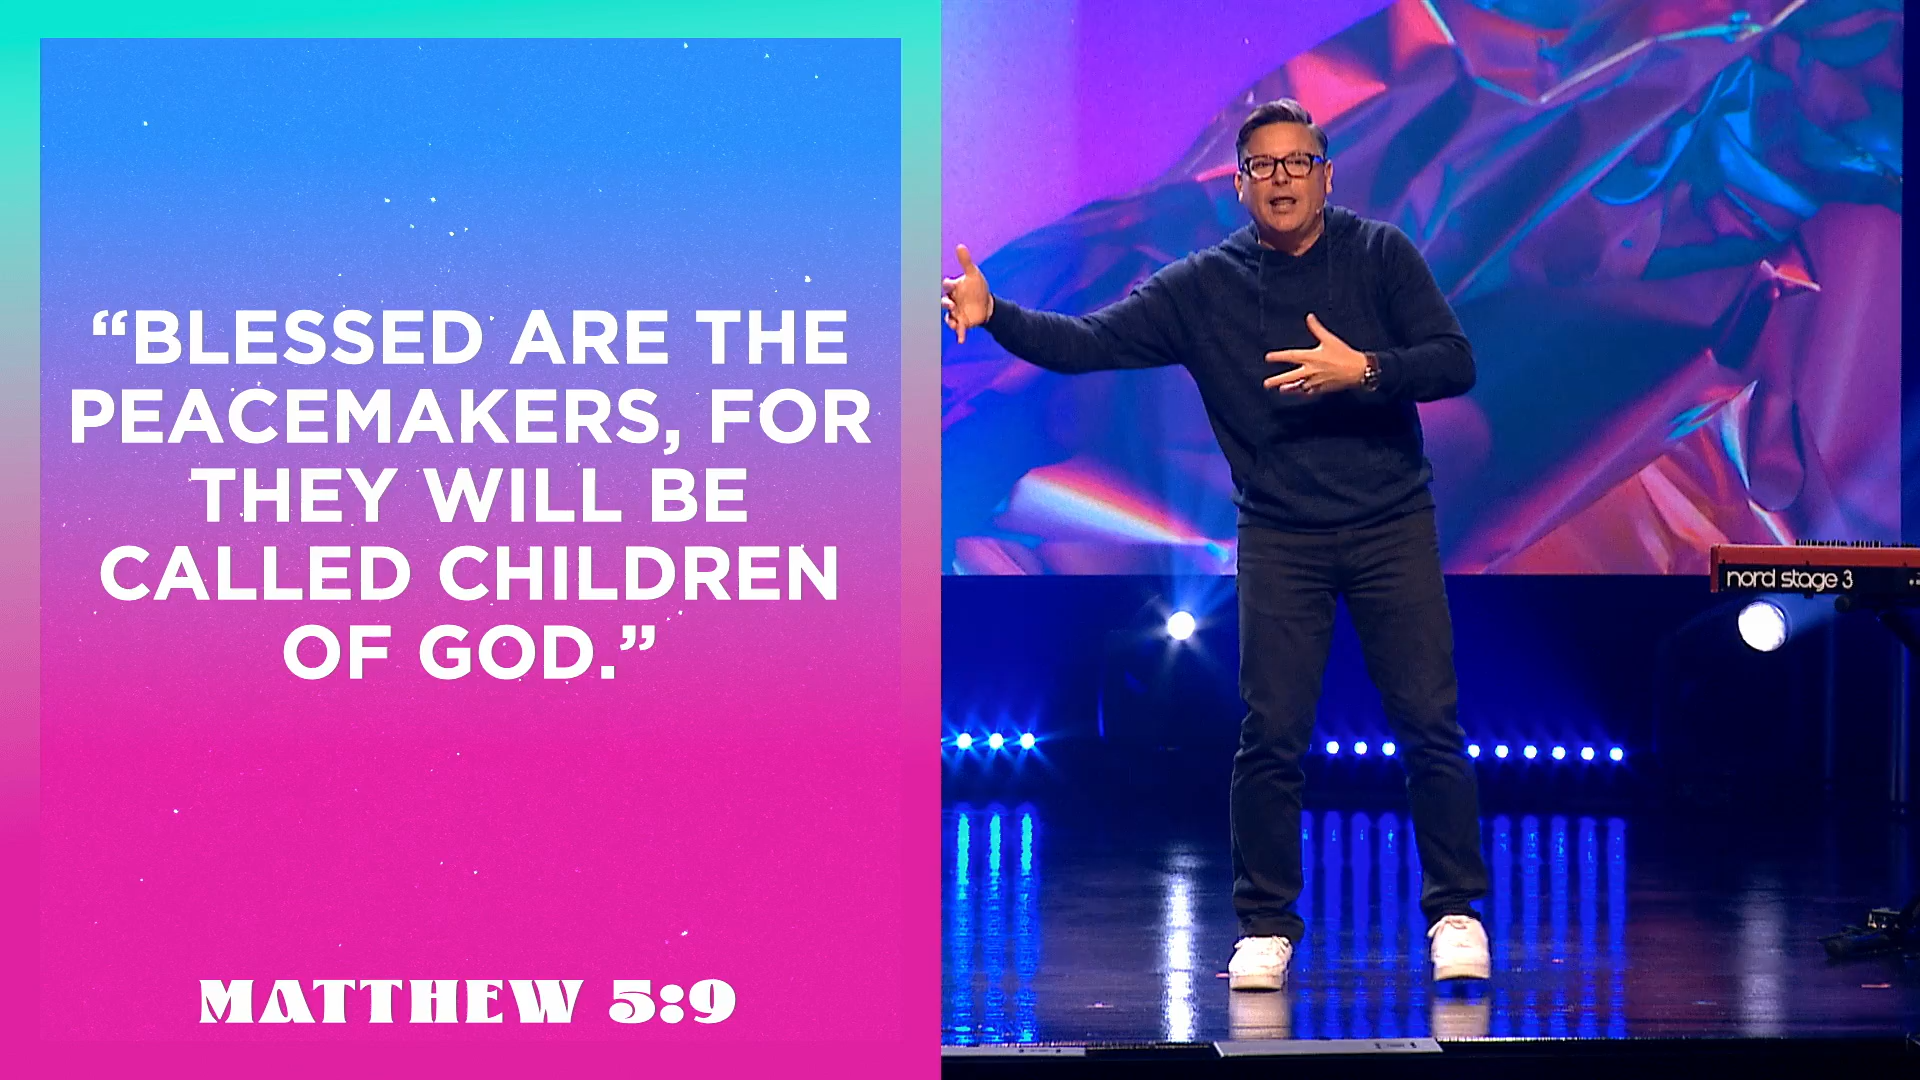 “BLESSED ARE THE
PEACEMAKERS, FOR
THEY WILL BE
CALLED CHILDREN
OF GOD.”
MATTHEW 5:9
nord stage 3